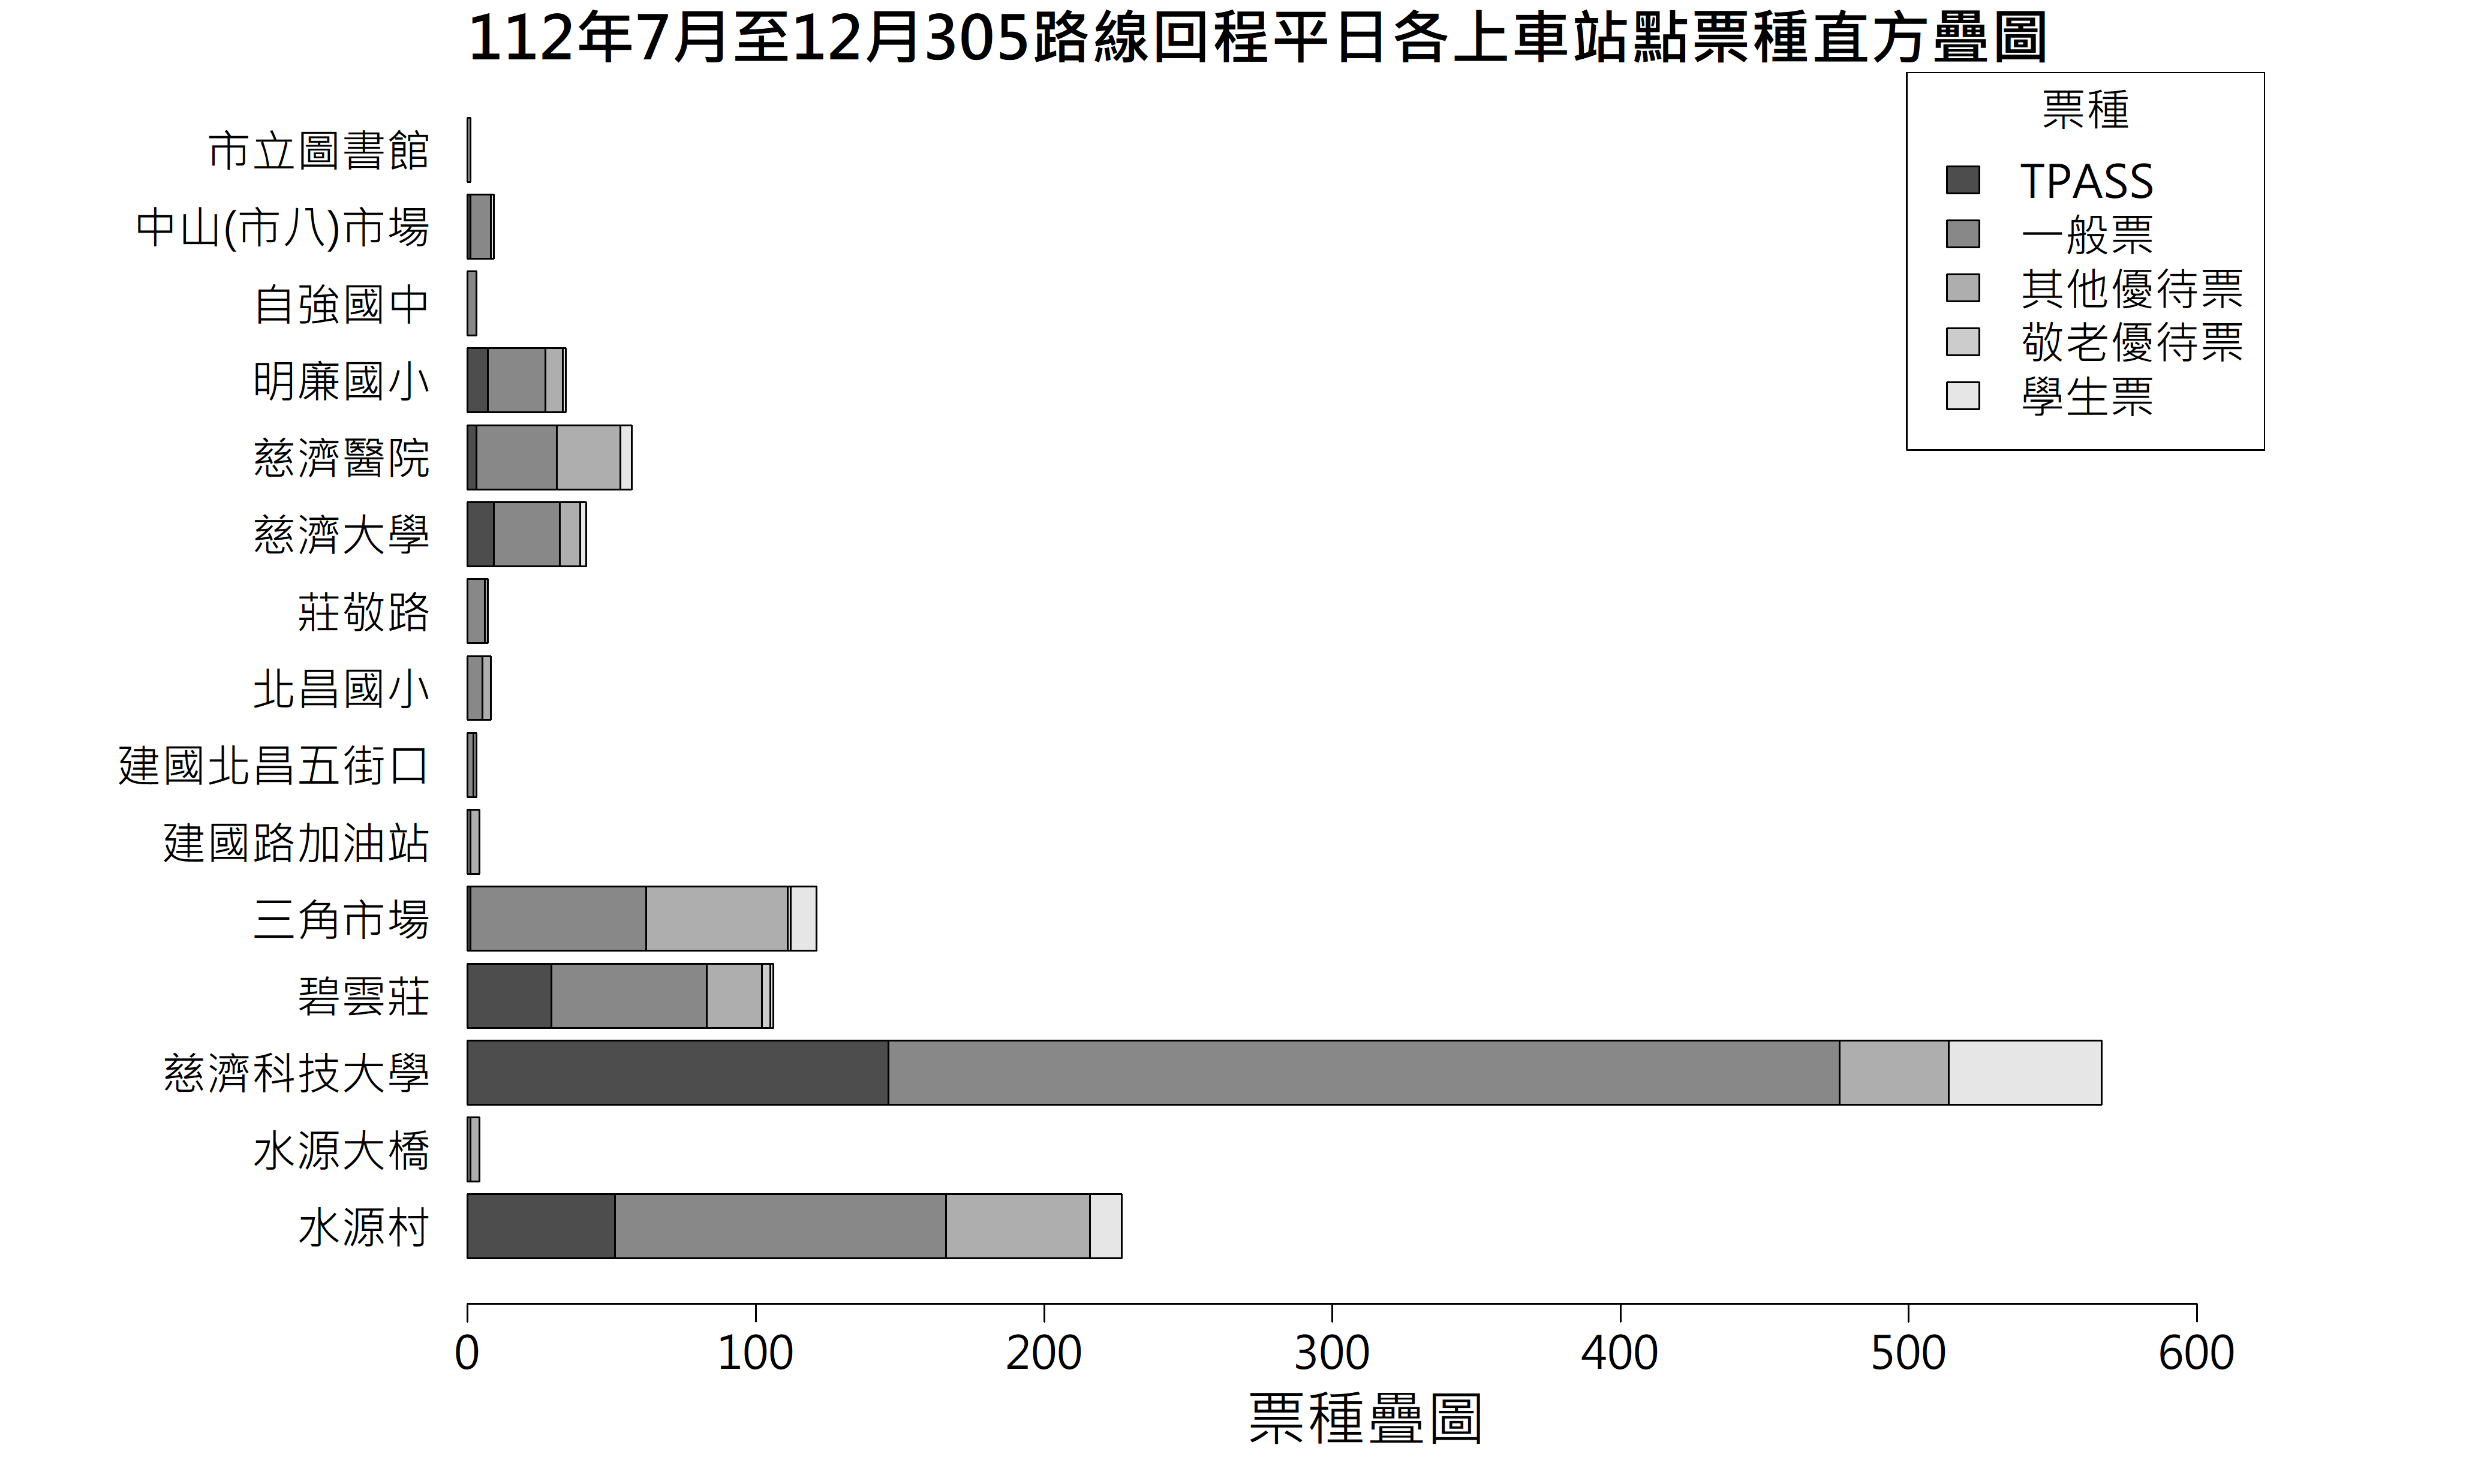 112年7月至12月305路線回程平日各上車站點票種直方疊圖
票種
TPASS
一般票
其他優待票
敬老優待票
學生票
市立圖書館
中山(市八)市場
自強國中
明廉國小
慈濟醫院
慈濟大學
莊敬路
北昌國小
建國北昌五街口
建國路加油站
三角市場
碧雲莊
慈濟科技大學
水源大橋
水源村
0 100 200 300 400 500 600
票種疊圖